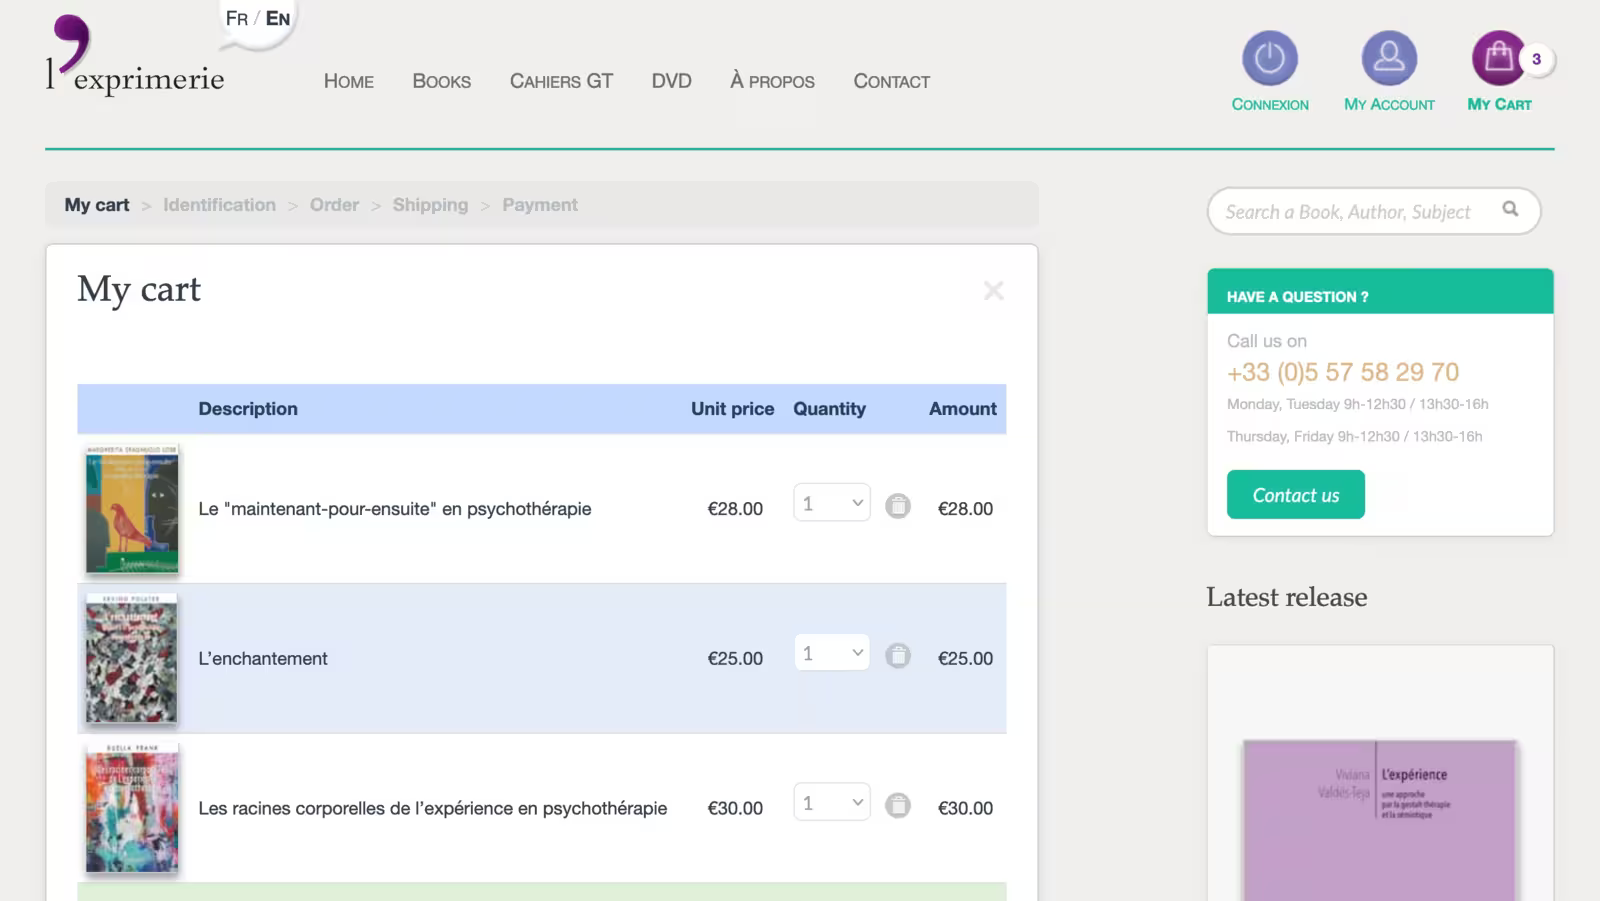 FR / EN
l'exprimerie
HOME
BOOKS
CAHIERS GT
DVD
À PROPOS
CONTACT
CONNEXION
MY ACCOUNT
3
MY CART
My cart > Identification > Order > Shipping > Payment
Search a Book, Author, Subject
My cart
×
HAVE A QUESTION ?
Call us on
+33 (0)5 57 58 29 70
Monday, Tuesday 9h-12h30 / 13h30-16h
Thursday, Friday 9h-12h30 / 13h30-16h
Contact us
Description Unit price Quantity Amount
MARGHERITA SPAGNUOLO LOBB
Le "maintenant-pour-ensuite" en psychothérapie €28.00 1 €28.00
L'enchantement €25.00 1 €25.00
Les racines corporelles de l'expérience en psychothérapie €30.00 1 €30.00
Latest release
Viviana
Valdés-Teja
L'expérience
une approche
par la gestalt-thérapie
et la sémiotique